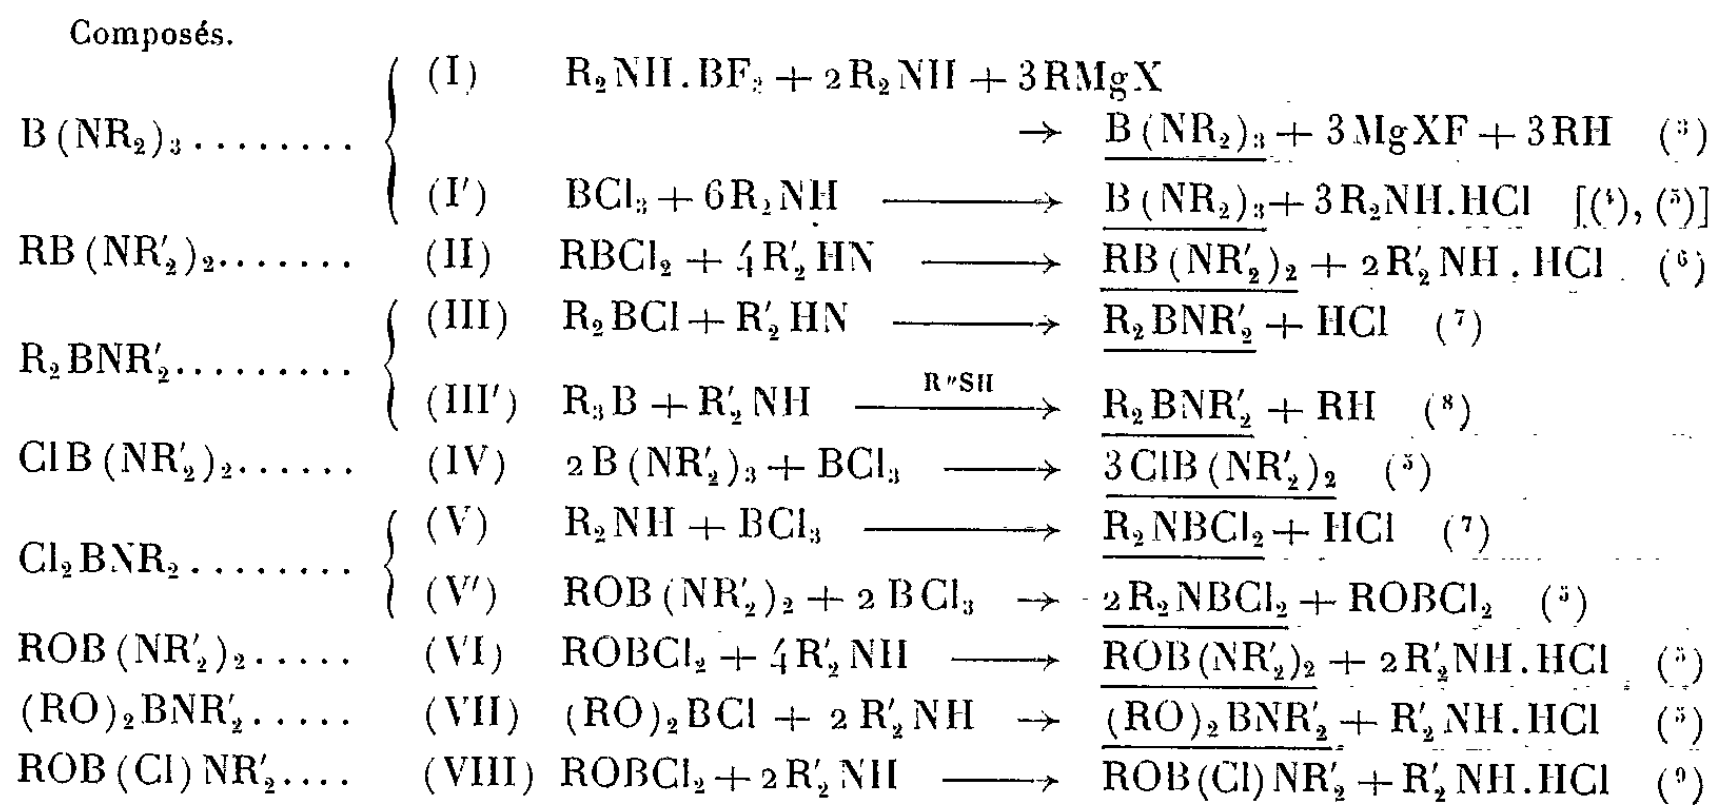 Composés.
(I) R₂NH.BF₃ + 2R₂NH + 3RMgX
B(NR₂)₃........ → B(NR₂)₃ + 3MgXF + 3RH (³)
(I′) BCl₃ + 6R₂NH → B(NR₂)₃ + 3R₂NH.HCl [(⁴), (⁵)]
RB(NR′₂)₂....... (II) RBCl₂ + 4R′₂HN → RB(NR′₂)₂ + 2R′₂NH.HCl (⁶)
(III) R₂BCl + R′₂HN → R₂BNR′₂ + HCl (⁷)
R₂BNR′₂.........
(III′) R₃B + R′₂NH R″SH → R₂BNR′₂ + RH (⁸)
ClB(NR′₂)₂...... (IV) 2B(NR′₂)₃ + BCl₃ → 3ClB(NR′₂)₂ (⁵)
(V) R₂NH + BCl₃ → R₂NBCl₂ + HCl (⁷)
Cl₂BNR₂........
(V′) ROB(NR′₂)₂ + 2BCl₃ → 2R₂NBCl₂ + ROBCl₂ (⁵)
ROB(NR′₂)₂..... (VI) ROBCl₂ + 4R′₂NH → ROB(NR′₂)₂ + 2R′₂NH.HCl (⁵)
(RO)₂BNR′₂..... (VII) (RO)₂BCl + 2R′₂NH → (RO)₂BNR′₂ + R′₂NH.HCl (⁵)
ROB(Cl)NR′₂.... (VIII) ROBCl₂ + 2R′₂NH → ROB(Cl)NR′₂ + R′₂NH.HCl (⁹)